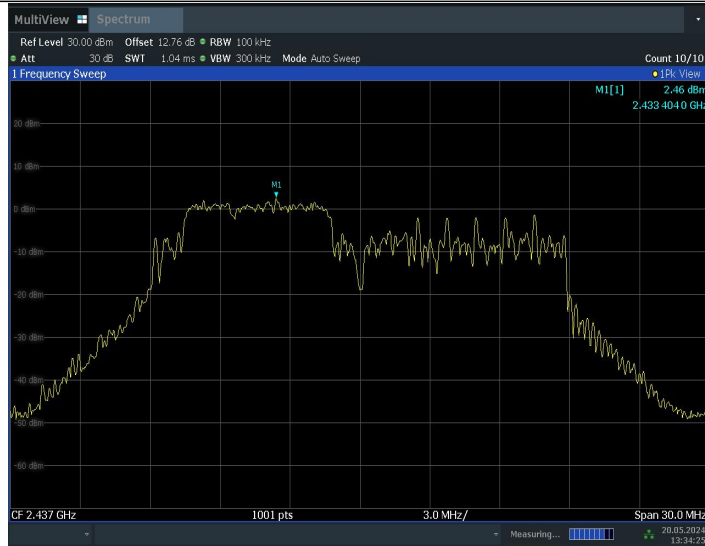 MultiView Spectrum
Ref Level 30.00 dBm Offset 12.76 dB RBW 100 kHz
Att 30 dB SWT 1.04 ms VBW 300 kHz Mode Auto Sweep Count 10/10
1 Frequency Sweep 1Pk View
M1[1] 2.46 dBm
2.433 404 0 GHz
20 dBm
10 dBm
M1
0 dBm
-10 dBm
-20 dBm
-30 dBm
-40 dBm
-50 dBm
-60 dBm
CF 2.437 GHz 1001 pts 3.0 MHz/ Span 30.0 MHz
Measuring... 20.05.2024
13:34:25